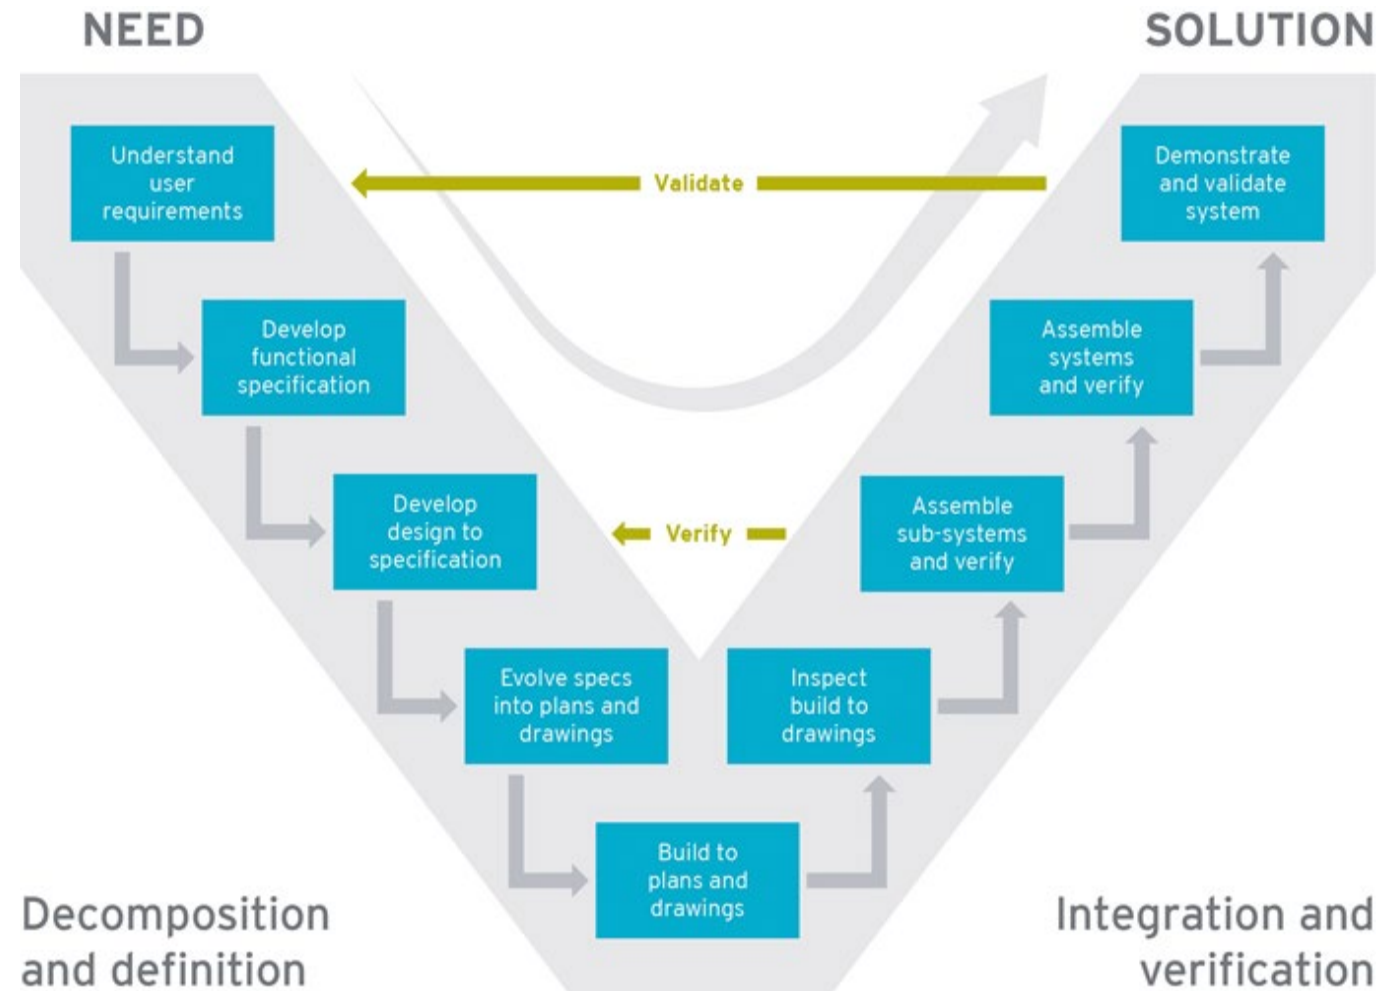 NEED
SOLUTION
Understand
user
requirements
Validate
Demonstrate
and validate
system
Develop
functional
specification
Assemble
systems
and verify
Develop
design to
specification
Verify
Assemble
sub-systems
and verify
Evolve specs
into plans and
drawings
Inspect
build to
drawings
Build to
plans and
drawings
Decomposition
and definition
Integration and
verification